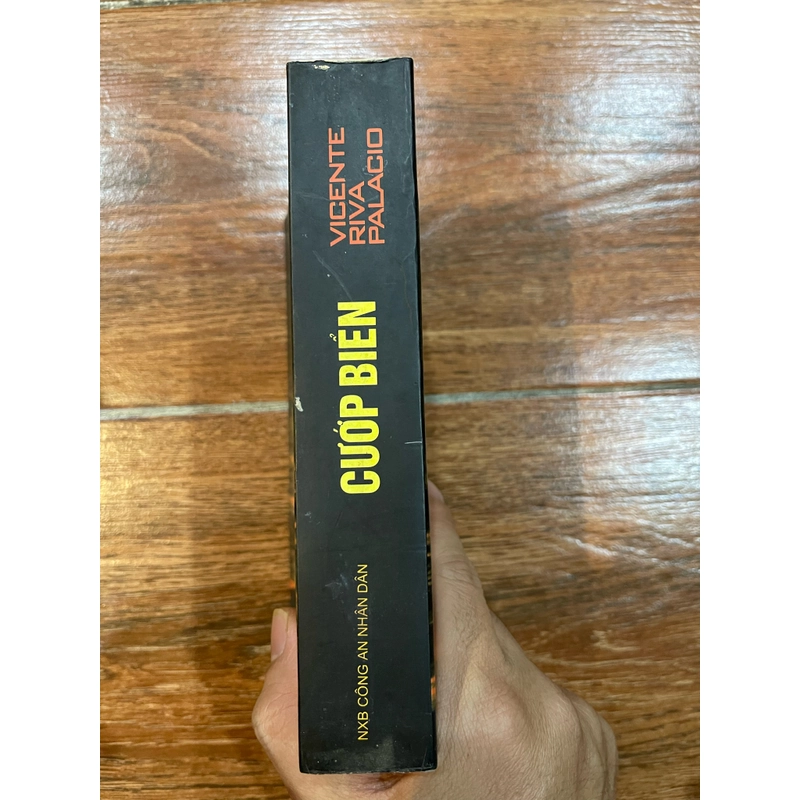 VICENTE
RIVA
PALACIO
CƯỚP BIỂN
NXB CÔNG AN NHÂN DÂN